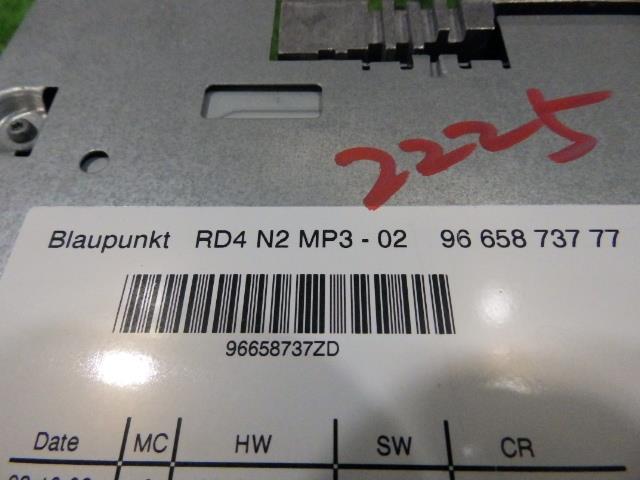 2225
Blaupunkt RD4 N2 MP3 - 02 96 658 737 77
96658737ZD
Date MC HW SW CR